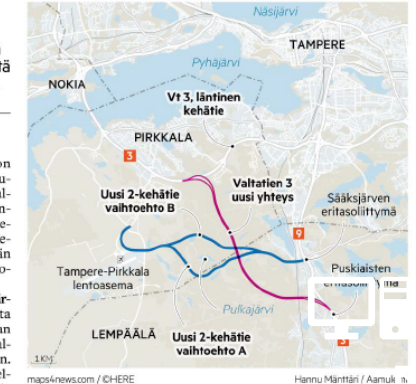 Näsijärvi
TAMPERE
Pyhäjärvi
NOKIA
Vt 3, läntinen
kehätie
PIRKKALA
3
Uusi 2-kehätie
vaihtoehto B
Valtatien 3
uusi yhteys
Sääksjärven
eritasoliittymä
9
Tampere-Pirkkala
lentoasema
Puskiaisten
Pulkajärvi
LEMPÄÄLÄ
Uusi 2-kehätie
vaihtoehto A
3
1 KM
maps4news.com / ©HERE
Hannu Mänttäri / Aamul